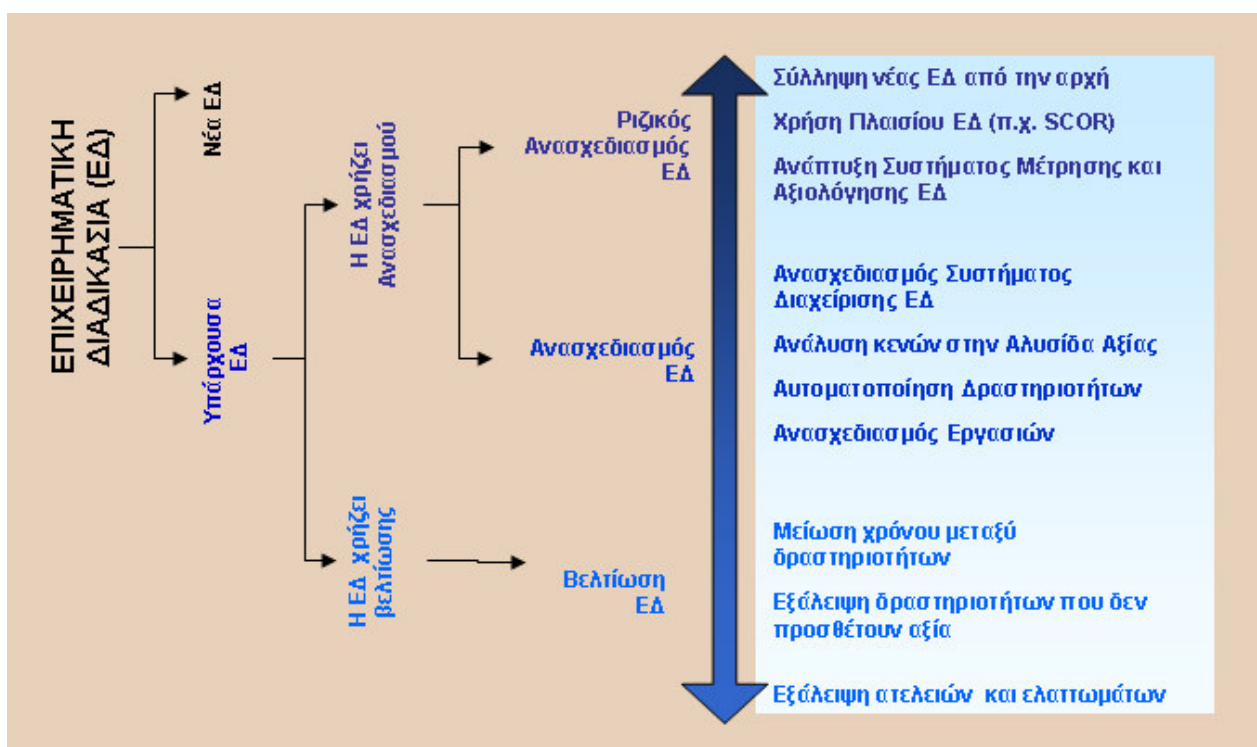 ΕΠΙΧΕΙΡΗΜΑΤΙΚΗ
ΔΙΑΔΙΚΑΣΙΑ (ΕΔ)
Νέα ΕΔ
Υπάρχουσα
ΕΔ
Η ΕΔ χρήζει
Ανασχεδιασμού
Η ΕΔ χρήζει
βελτίωσης
Ριζικός
Ανασχεδιασμός
ΕΔ
Ανασχεδιασμός
ΕΔ
Βελτίωση
ΕΔ
Σύλληψη νέας ΕΔ από την αρχή
Χρήση Πλαισίου ΕΔ (π.χ. SCOR)
Ανάπτυξη Συστήματος Μέτρησης και
Αξιολόγησης ΕΔ
Ανασχεδιασμός Συστήματος
Διαχείρισης ΕΔ
Ανάλυση κενών στην Αλυσίδα Αξίας
Αυτοματοποίηση Δραστηριοτήτων
Ανασχεδιασμός Εργασιών
Μείωση χρόνου μεταξύ
δραστηριοτήτων
Εξάλειψη δραστηριοτήτων που δεν
προσθέτουν αξία
Εξάλειψη ατελειών και ελαττωμάτων